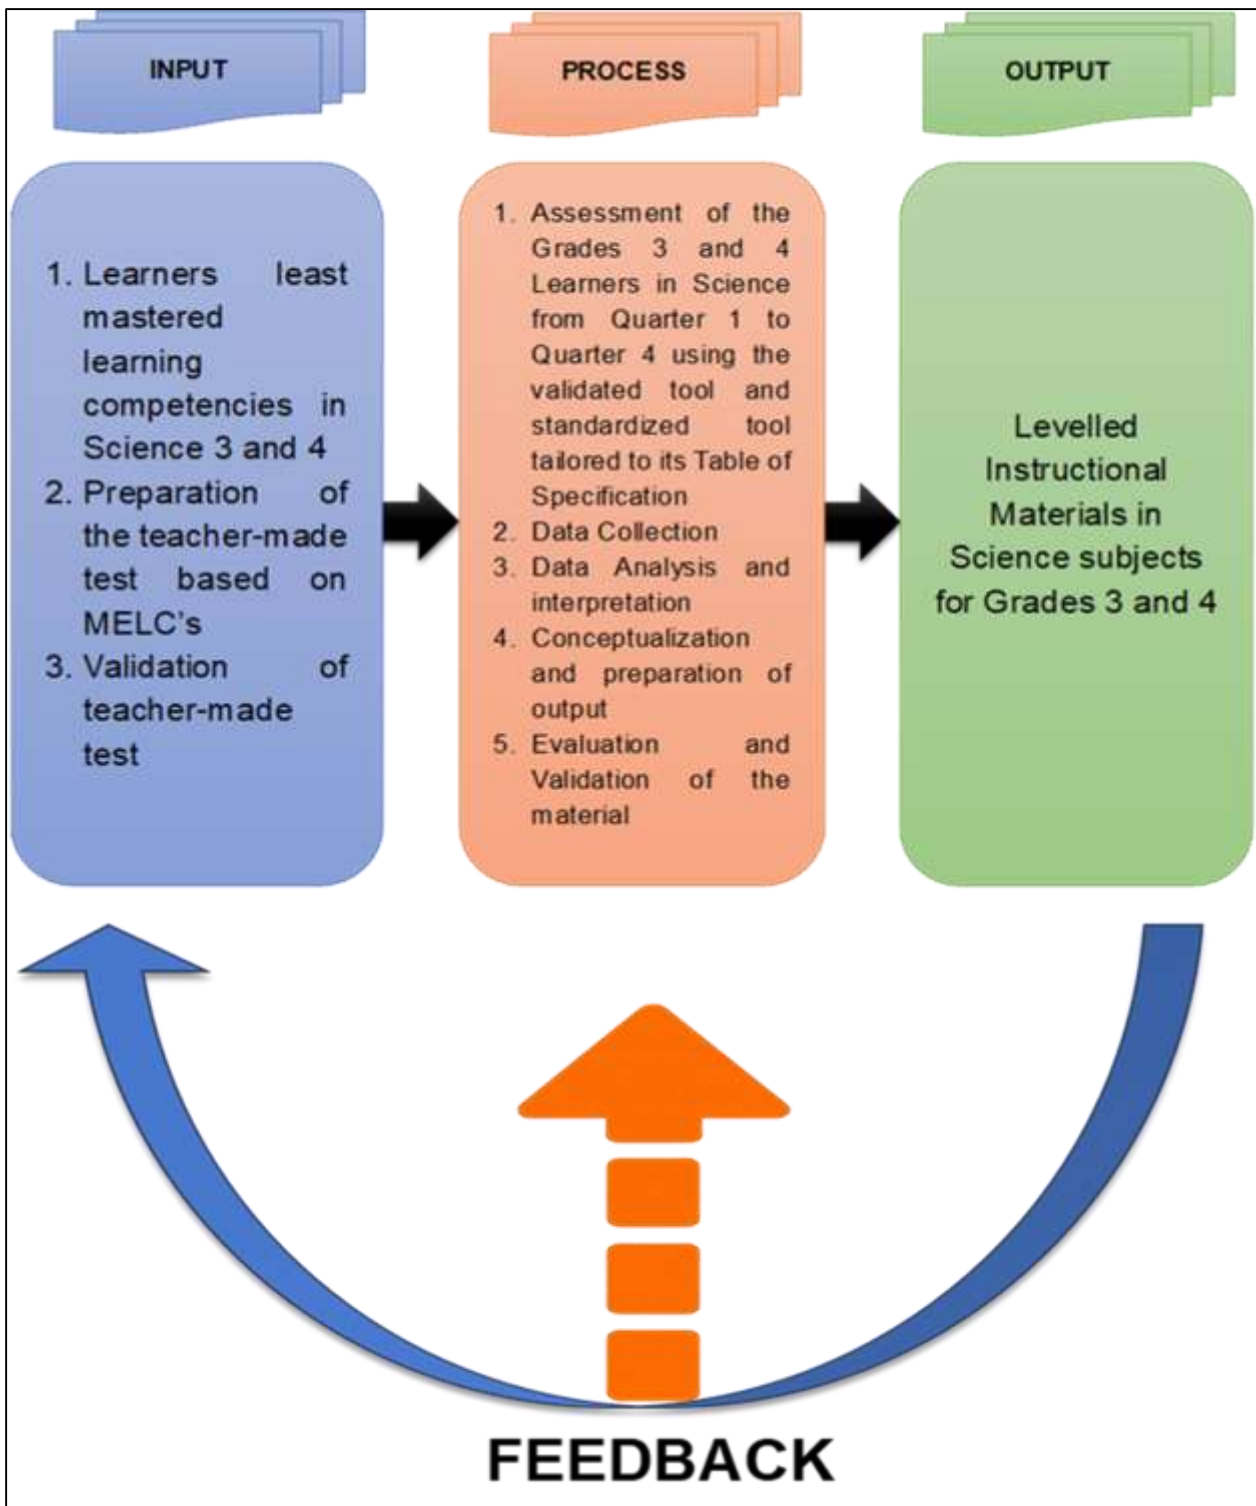 INPUT
1. Learners least
mastered
learning
competencies in
Science 3 and 4
2. Preparation of
the teacher-made
test based on
MELC's
3. Validation of
teacher-made
test
PROCESS
1. Assessment of the
Grades 3 and 4
Learners in Science
from Quarter 1 to
Quarter 4 using the
validated tool and
standardized tool
tailored to its Table of
Specification
2. Data Collection
3. Data Analysis and
interpretation
4. Conceptualization
and preparation of
output
5. Evaluation and
Validation of the
material
OUTPUT
Levelled
Instructional
Materials in
Science subjects
for Grades 3 and 4
FEEDBACK